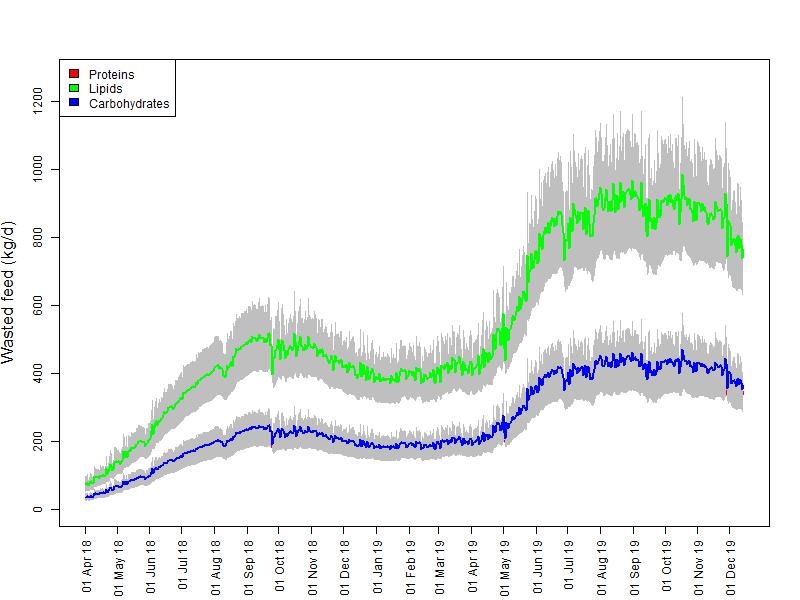 Proteins
Lipids
Carbohydrates
Wasted feed (kg/d)
1200
1000
800
600
400
200
0
01 Apr 18
01 May 18
01 Jun 18
01 Jul 18
01 Aug 18
01 Sep 18
01 Oct 18
01 Nov 18
01 Dec 18
01 Jan 19
01 Feb 19
01 Mar 19
01 Apr 19
01 May 19
01 Jun 19
01 Jul 19
01 Aug 19
01 Sep 19
01 Oct 19
01 Nov 19
01 Dec 19